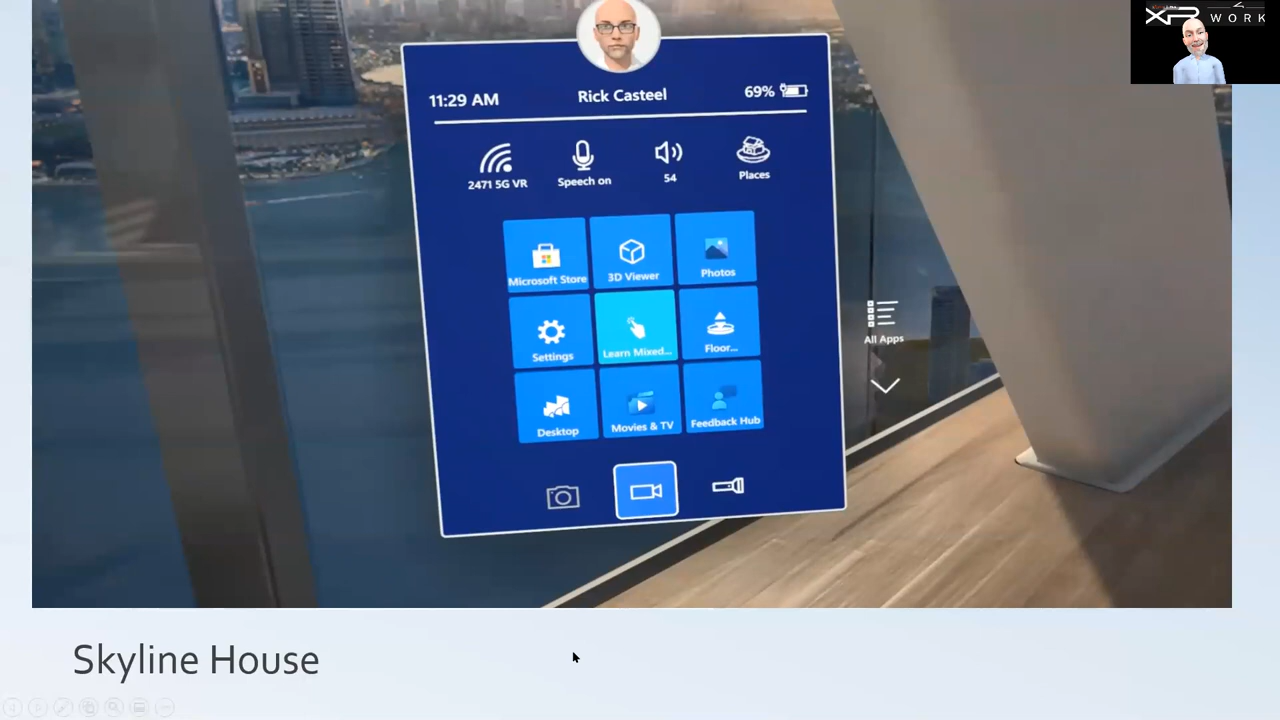 XR WORK
11:29 AM Rick Casteel 69%
2471 5G VR Speech on 54 Places
Microsoft Store 3D Viewer Photos
Settings Learn Mixed... Floor...
All Apps
Desktop Movies & TV Feedback Hub
Skyline House